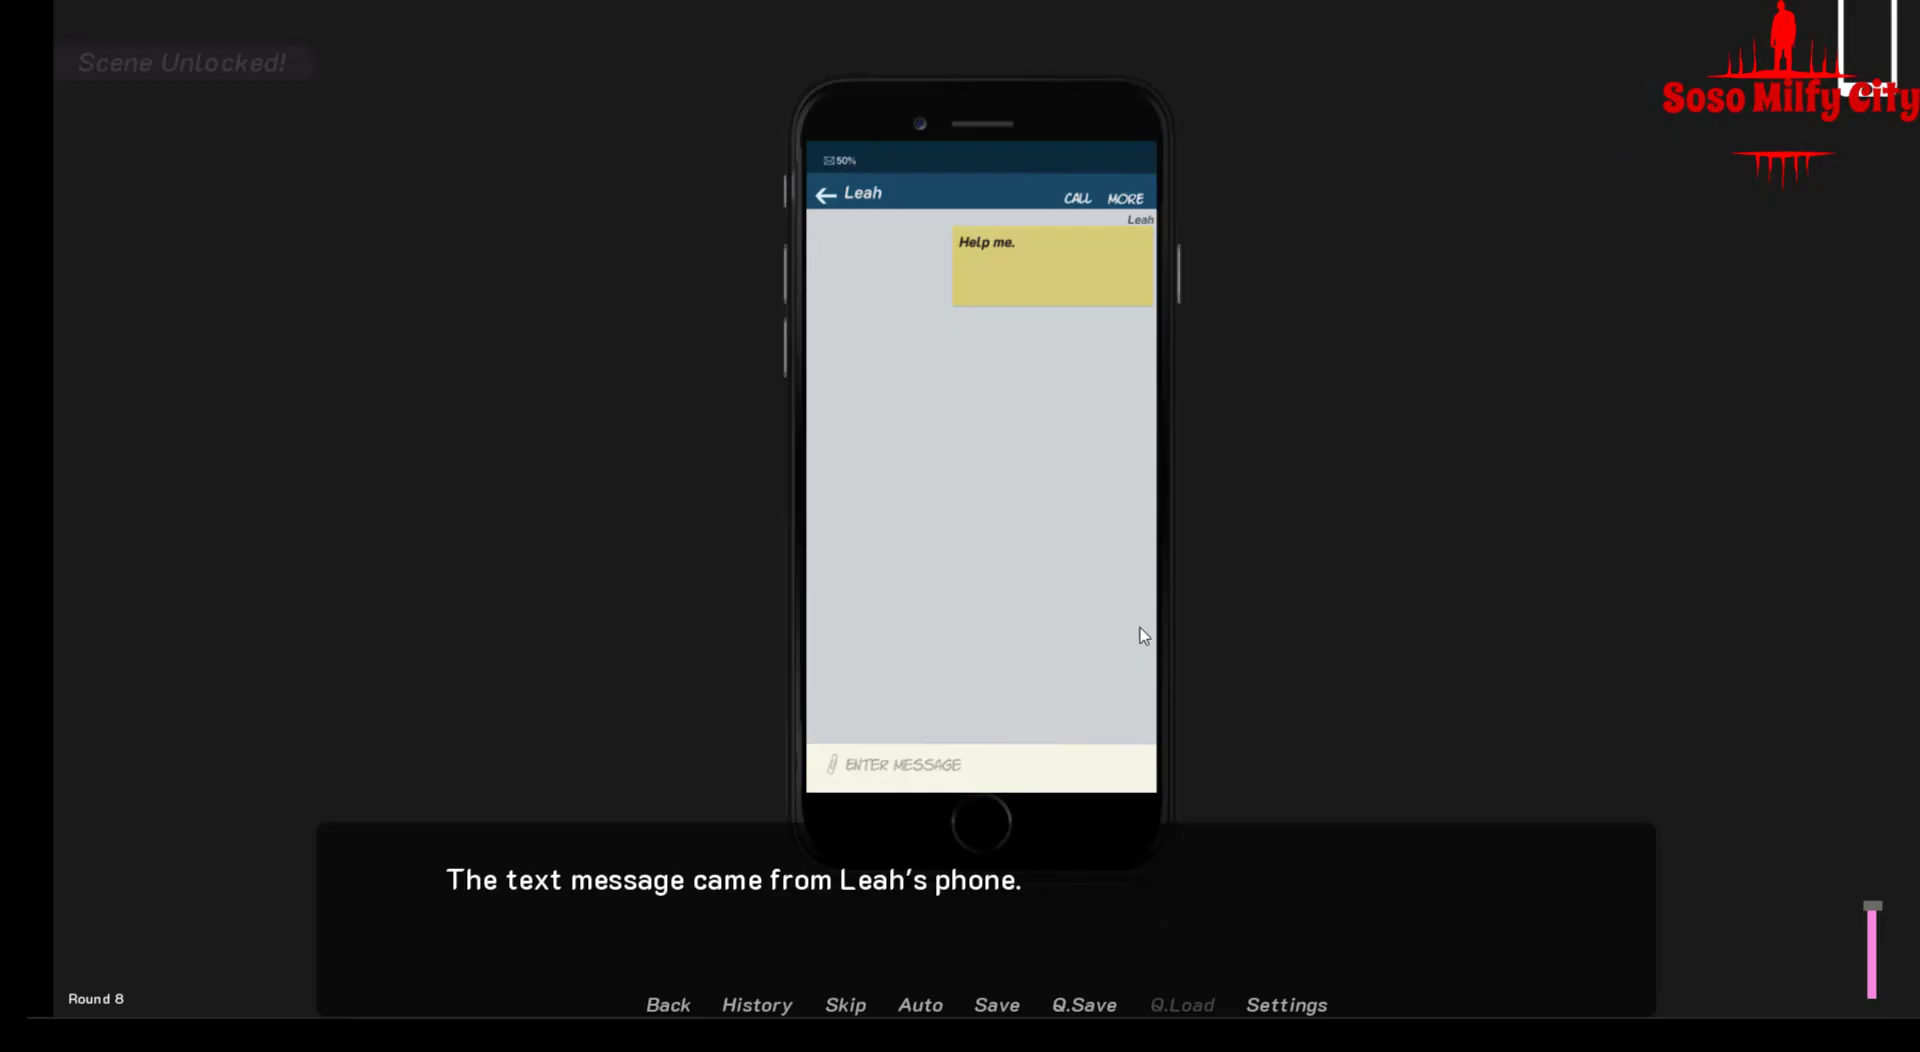 Scene Unlocked!
Soso Milfy City
50%
Leah
CALL MORE
Leah
Help me.
ENTER MESSAGE
The text message came from Leah's phone.
Round 8
Back History Skip Auto Save Q.Save Q.Load Settings